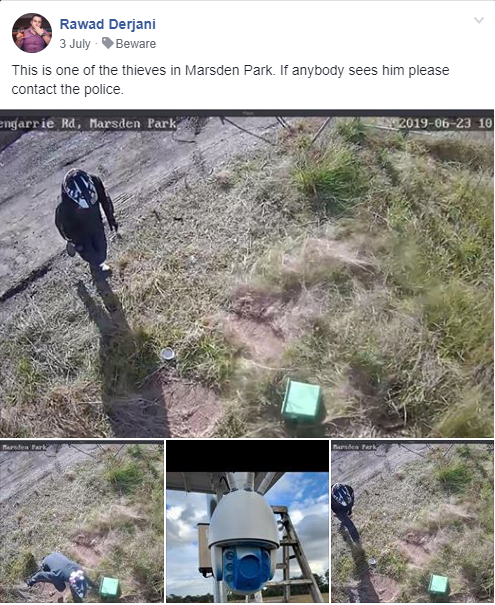 Rawad Derjani
3 July · Beware
This is one of the thieves in Marsden Park. If anybody sees him please
contact the police.
engarrie Rd, Marsden Park
2019-06-23 10
Marsden Park
Marsden Park